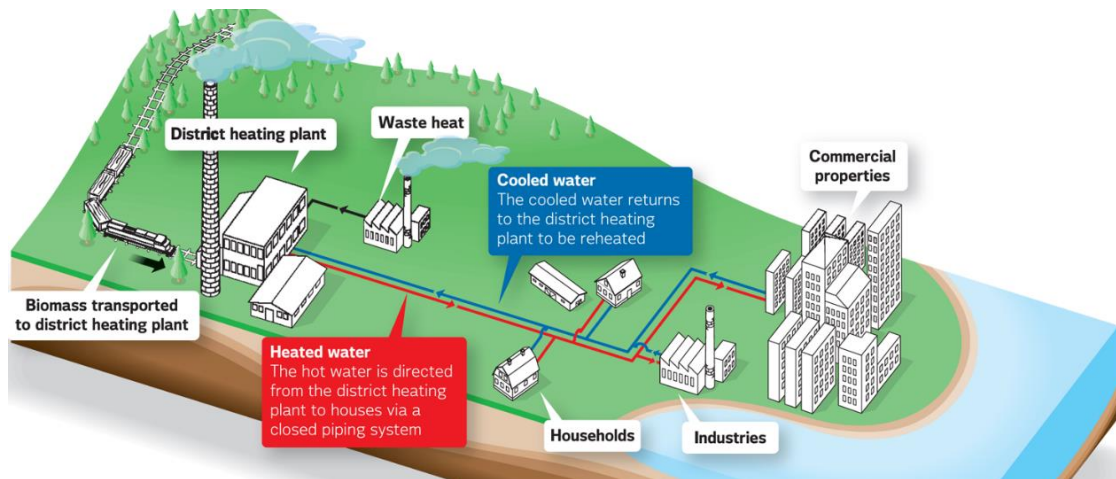 District heating plant
Waste heat
Commercial
properties
Cooled water
The cooled water returns
to the district heating
plant to be reheated
Biomass transported
to district heating plant
Heated water
The hot water is directed
from the district heating
plant to houses via a
closed piping system
Households
Industries